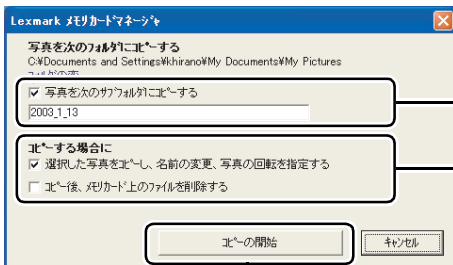 Lexmark ﾒﾓﾘｶｰﾄﾞﾏﾈｰｼﾞｬ
写真を次のﾌｫﾙﾀﾞにｺﾋﾟｰする
C:¥Documents and Settings¥khirano¥My Documents¥My Pictures
写真を次のｻﾌﾞﾌｫﾙﾀﾞにｺﾋﾟｰする
2003_1_13
ｺﾋﾟｰする場合に
選択した写真をｺﾋﾟｰし、名前の変更、写真の回転を指定する
ｺﾋﾟｰ後、ﾒﾓﾘｶｰﾄﾞ上のﾌｧｲﾙを削除する
ｺﾋﾟｰの開始
ｷｬﾝｾﾙ